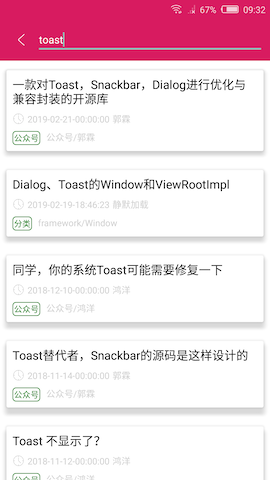 67% 09:32
toast
一款对Toast，Snackbar，Dialog进行优化与
兼容封装的开源库
2019-02-21-00:00:00 郭霖
公众号 公众号/郭霖
Dialog、Toast的Window和ViewRootImpl
2019-02-19-18:46:23 静默加载
分类 framework/Window
同学，你的系统Toast可能需要修复一下
2018-12-10-00:00:00 鸿洋
公众号 公众号/鸿洋
Toast替代者，Snackbar的源码是这样设计的
2018-11-14-00:00:00 郭霖
公众号 公众号/郭霖
Toast 不显示了?
2018-11-12-00:00:00 鸿洋
公众号 公众号/鸿洋